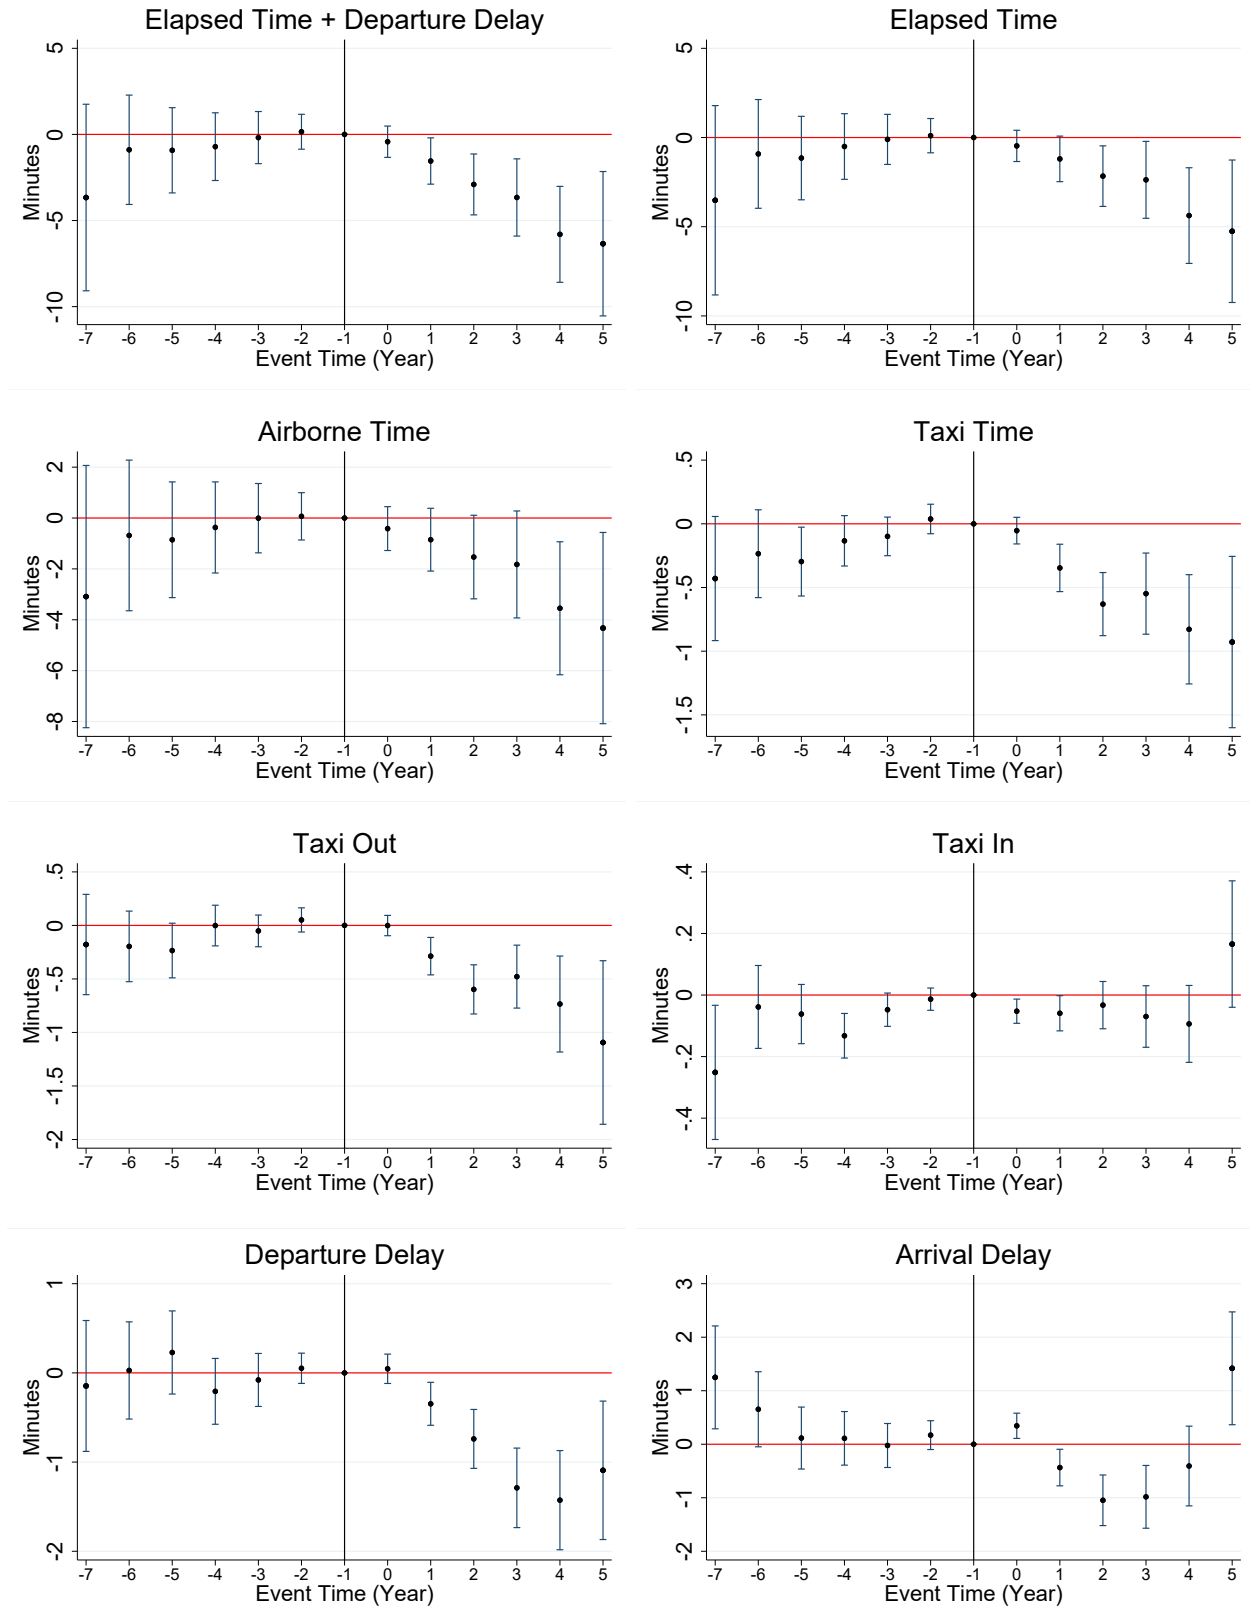 Elapsed Time + Departure Delay
5
0
-5
-10
Minutes
-7 -6 -5 -4 -3 -2 -1 0 1 2 3 4 5
Event Time (Year)
Elapsed Time
5
0
-5
-10
Minutes
-7 -6 -5 -4 -3 -2 -1 0 1 2 3 4 5
Event Time (Year)
Airborne Time
2
0
-2
-4
-6
-8
Minutes
-7 -6 -5 -4 -3 -2 -1 0 1 2 3 4 5
Event Time (Year)
Taxi Time
.5
0
-.5
-1
-1.5
Minutes
-7 -6 -5 -4 -3 -2 -1 0 1 2 3 4 5
Event Time (Year)
Taxi Out
.5
0
-.5
-1
-1.5
-2
Minutes
-7 -6 -5 -4 -3 -2 -1 0 1 2 3 4 5
Event Time (Year)
Taxi In
.4
.2
0
-.2
-.4
Minutes
-7 -6 -5 -4 -3 -2 -1 0 1 2 3 4 5
Event Time (Year)
Departure Delay
1
0
-1
-2
Minutes
-7 -6 -5 -4 -3 -2 -1 0 1 2 3 4 5
Event Time (Year)
Arrival Delay
3
2
1
0
-1
-2
Minutes
-7 -6 -5 -4 -3 -2 -1 0 1 2 3 4 5
Event Time (Year)